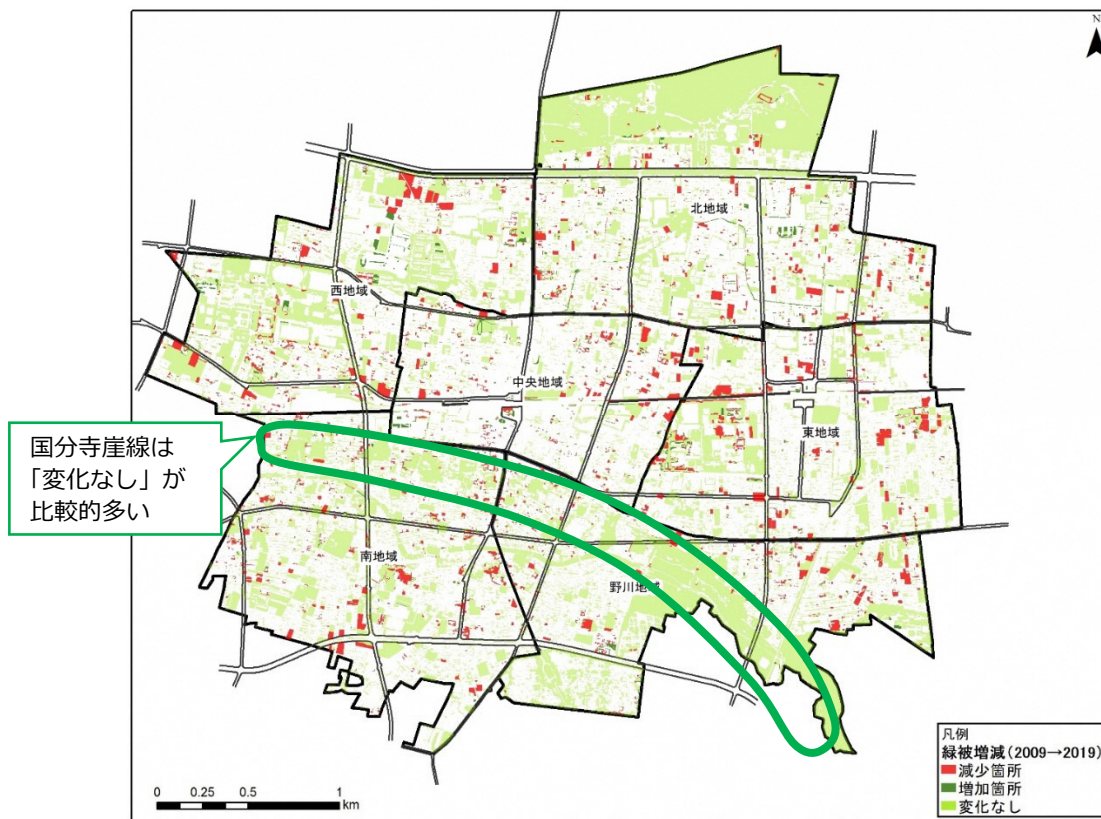 N
北地域
西地域
中央地域
東地域
国分寺崖線は
「変化なし」が
比較的多い
南地域
野川地域
凡例
緑被増減(2009→2019)
減少箇所
増加箇所
変化なし
0 0.25 0.5 1
km